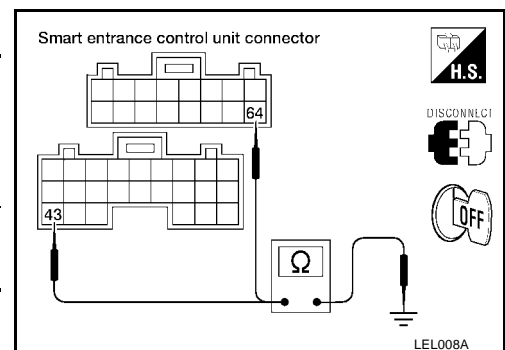 Smart entrance control unit connector
H.S.
DISCONNECT
64
43
OFF
Ω
LEL008A